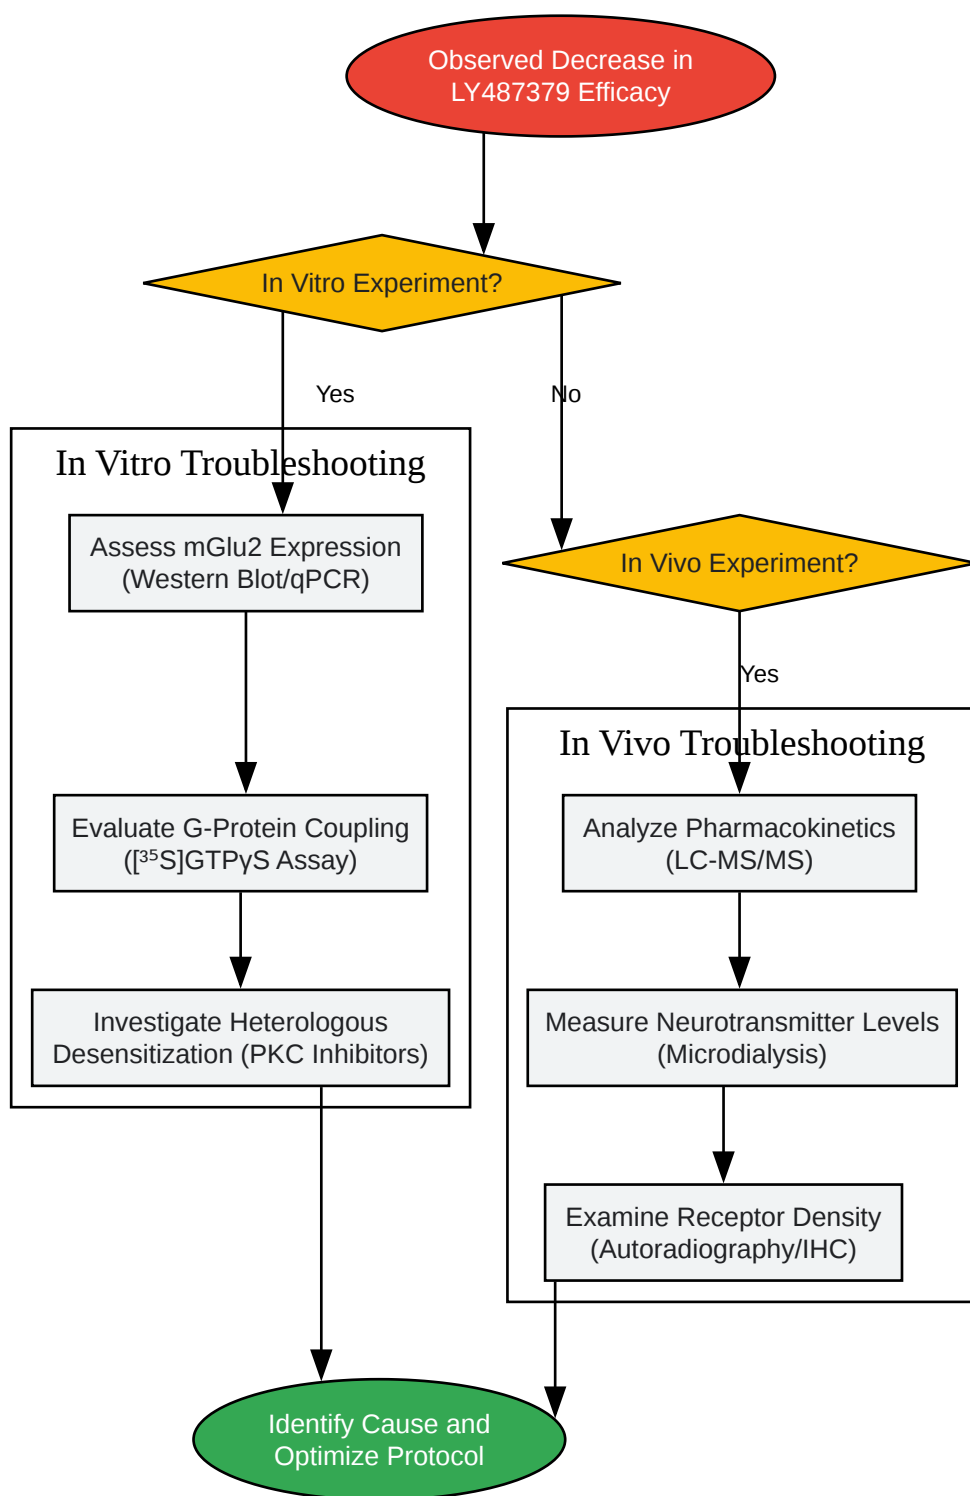 Observed Decrease in
LY487379 Efficacy
In Vitro Experiment?
Yes
No
In Vitro Troubleshooting
Assess mGlu2 Expression
(Western Blot/qPCR)
In Vivo Experiment?
Yes
In Vivo Troubleshooting
Evaluate G-Protein Coupling
([³⁵S]GTPγS Assay)
Analyze Pharmacokinetics
(LC-MS/MS)
Investigate Heterologous
Desensitization (PKC Inhibitors)
Measure Neurotransmitter Levels
(Microdialysis)
Examine Receptor Density
(Autoradiography/IHC)
Identify Cause and
Optimize Protocol